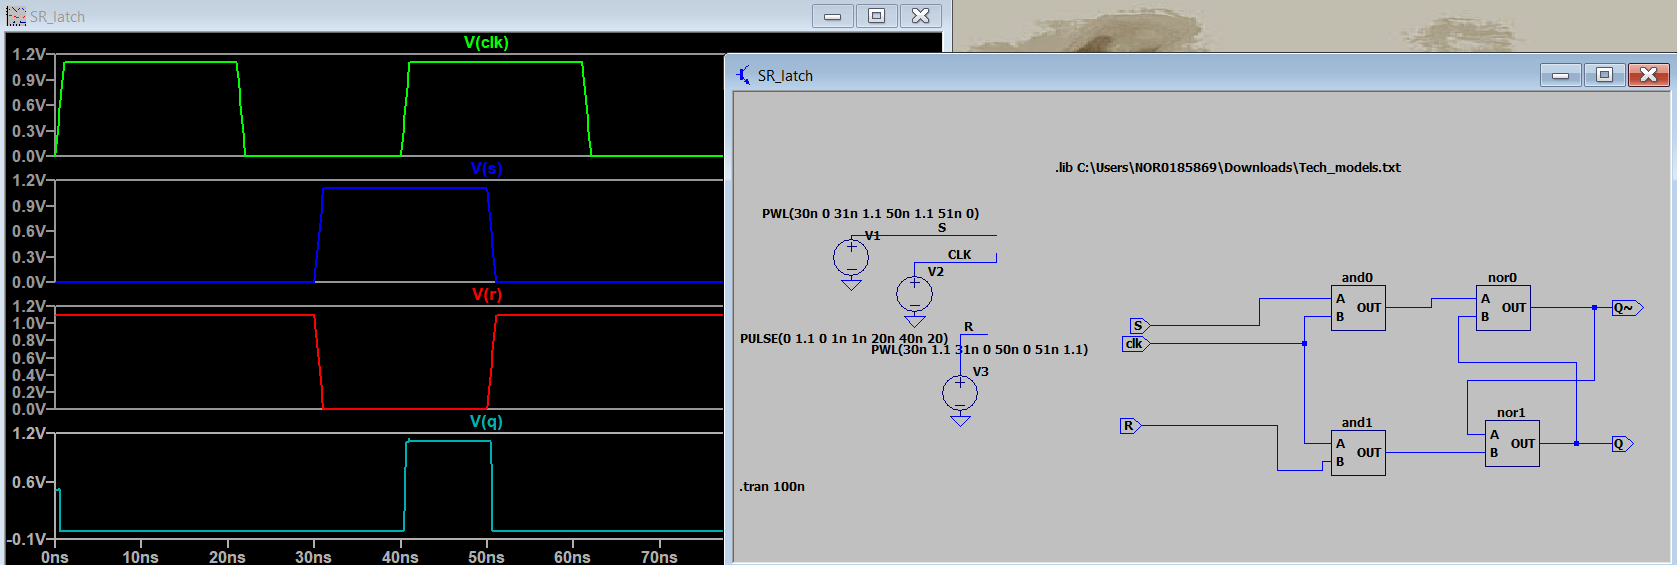 SR_latch
V(clk)
1.2V
0.9V
0.6V
0.3V
0.0V
V(s)
1.2V
0.9V
0.6V
0.3V
0.0V
V(r)
1.2V
1.0V
0.8V
0.6V
0.4V
0.2V
0.0V
V(q)
1.2V
0.6V
-0.1V
0ns 10ns 20ns 30ns 40ns 50ns 60ns 70ns
SR_latch
.lib C:\Users\NOR0185869\Downloads\Tech_models.txt
PWL(30n 0 31n 1.1 50n 1.1 51n 0)
S
V1
CLK
V2
R
PULSE(0 1.1 0 1n 1n 20n 40n 20)
PWL(30n 1.1 31n 0 50n 0 51n 1.1)
V3
.tran 100n
S
clk
R
and0
A
B
OUT
nor0
A
B
OUT
Q~
and1
A
B
OUT
nor1
A
B
OUT
Q